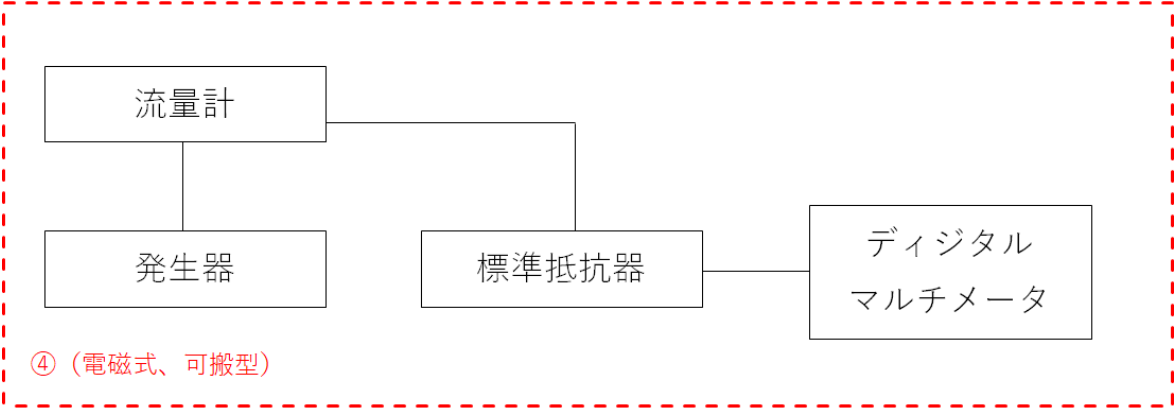 流量計
発生器
標準抵抗器
ディジタル
マルチメータ
④（電磁式、可搬型）